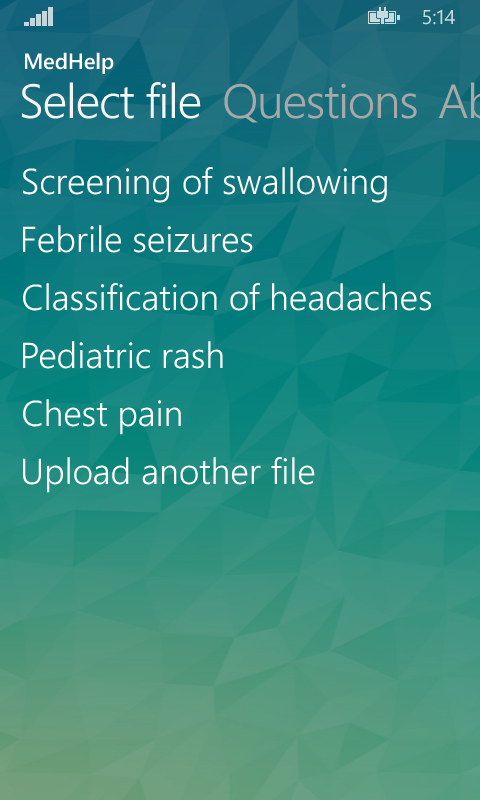 5:14
MedHelp
Select file Questions Ab
Screening of swallowing
Febrile seizures
Classification of headaches
Pediatric rash
Chest pain
Upload another file